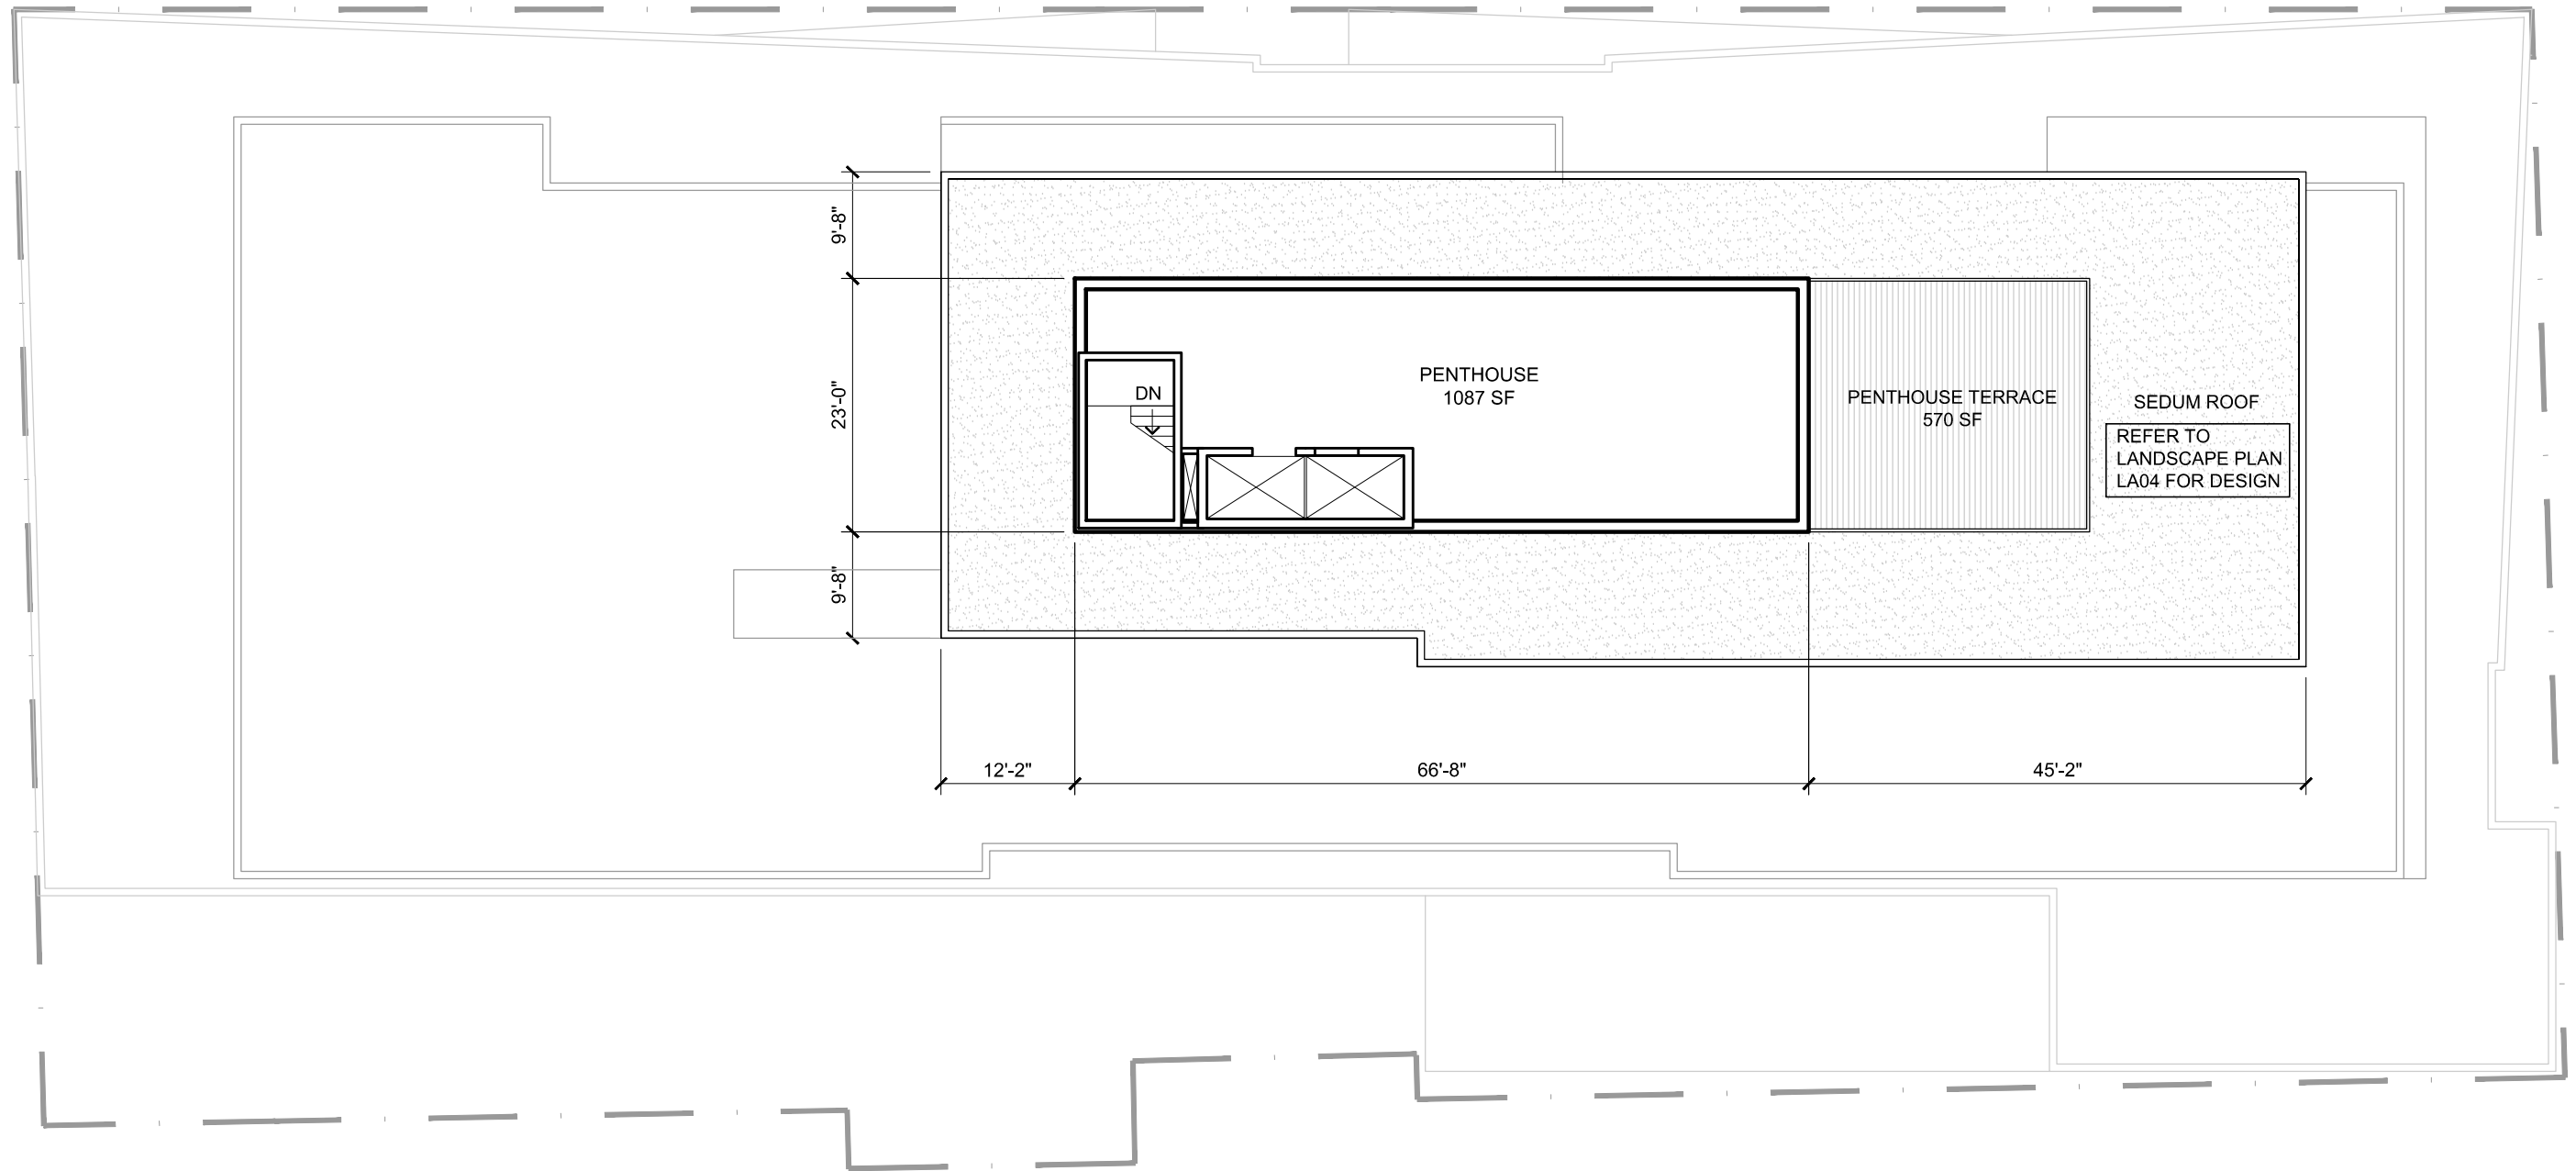 9'-8"
23'-0"
9'-8"
DN
PENTHOUSE
1087 SF
PENTHOUSE TERRACE
570 SF
SEDUM ROOF
REFER TO
LANDSCAPE PLAN
LA04 FOR DESIGN
12'-2"
66'-8"
45'-2"